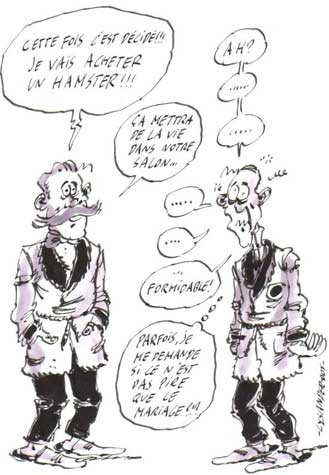 CETTE FOIS C'EST DÉCIDÉ!!!
JE VAIS ACHETER
UN HAMSTER!!!
ÇA METTRA
DE LA VIE
DANS NOTRE
SALON...
AH?
......
.....
....
....
...
FORMIDABLE!
PARFOIS, JE
ME DEMANDE
SI CE N'EST
PAS PIRE
QUE LE
MARIAGE!!!